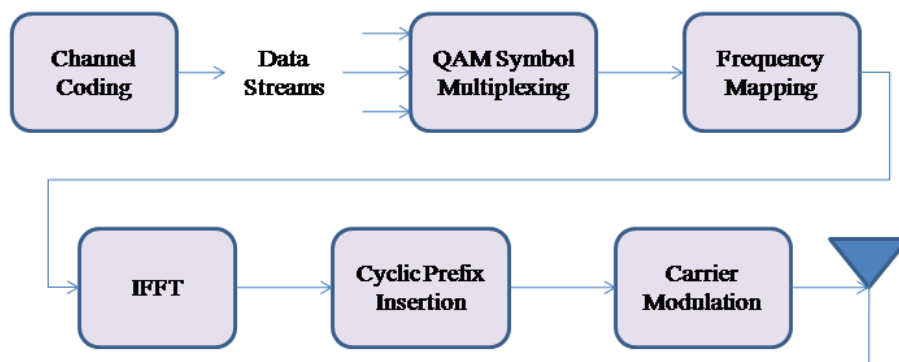 Channel
Coding
Data
Streams
QAM Symbol
Multiplexing
Frequency
Mapping
IFFT
Cyclic Prefix
Insertion
Carrier
Modulation